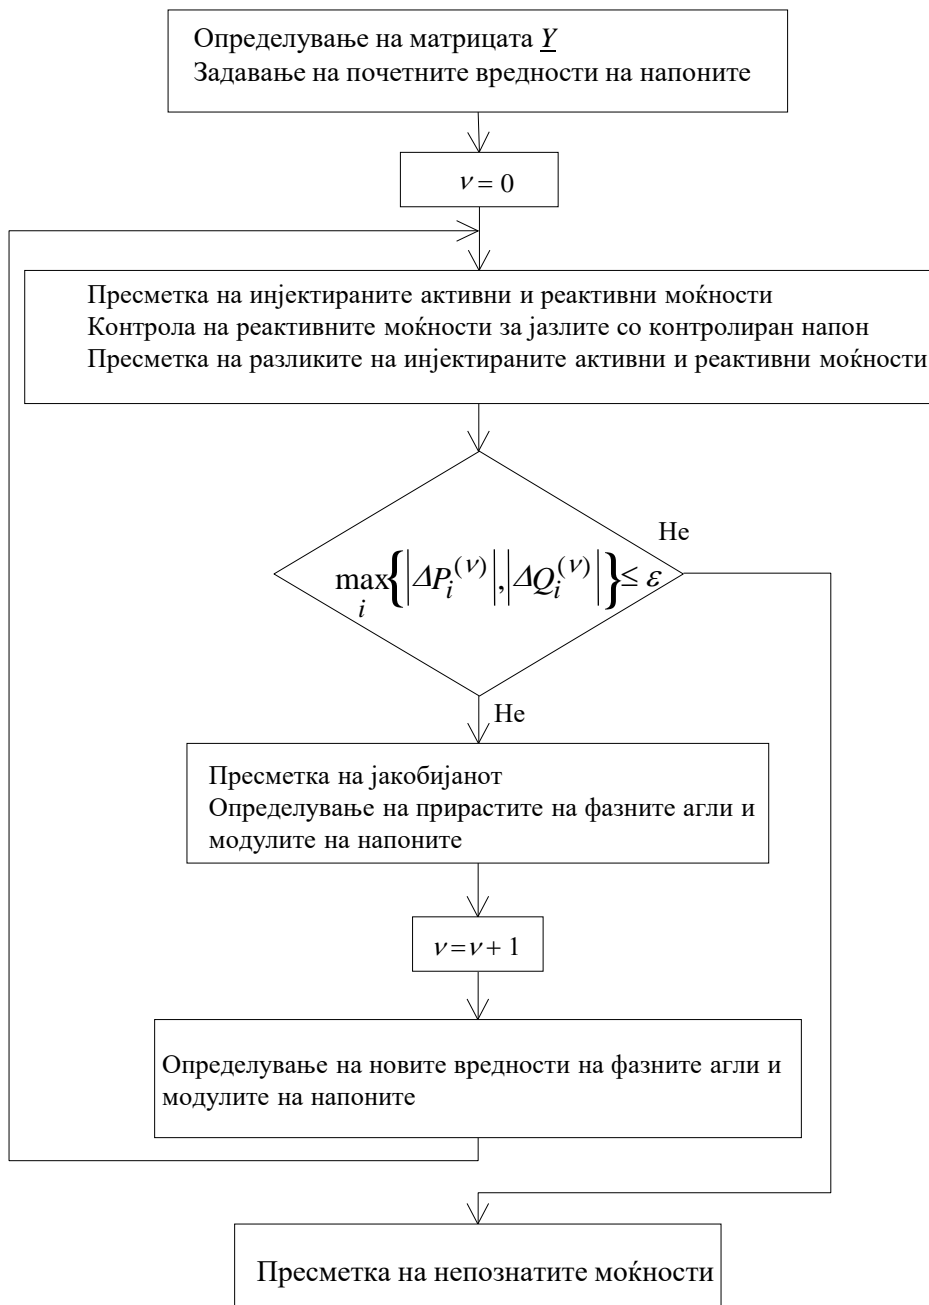 Определување на матрицата Y
Задавање на почетните вредности на напоните
ν = 0
Пресметка на инјектираните активни и реактивни моќности
Контрола на реактивните моќности за јазлите со контролиран напон
Пресметка на разликите на инјектираните активни и реактивни моќности
Не
max_i{|ΔP_i^(ν)|,|ΔQ_i^(ν)|}≤ ε
Не
Пресметка на јакобијанот
Определување на прирастите на фазните агли и
модулите на напоните
ν = ν + 1
Определување на новите вредности на фазните агли и
модулите на напоните
Пресметка на непознатите моќности